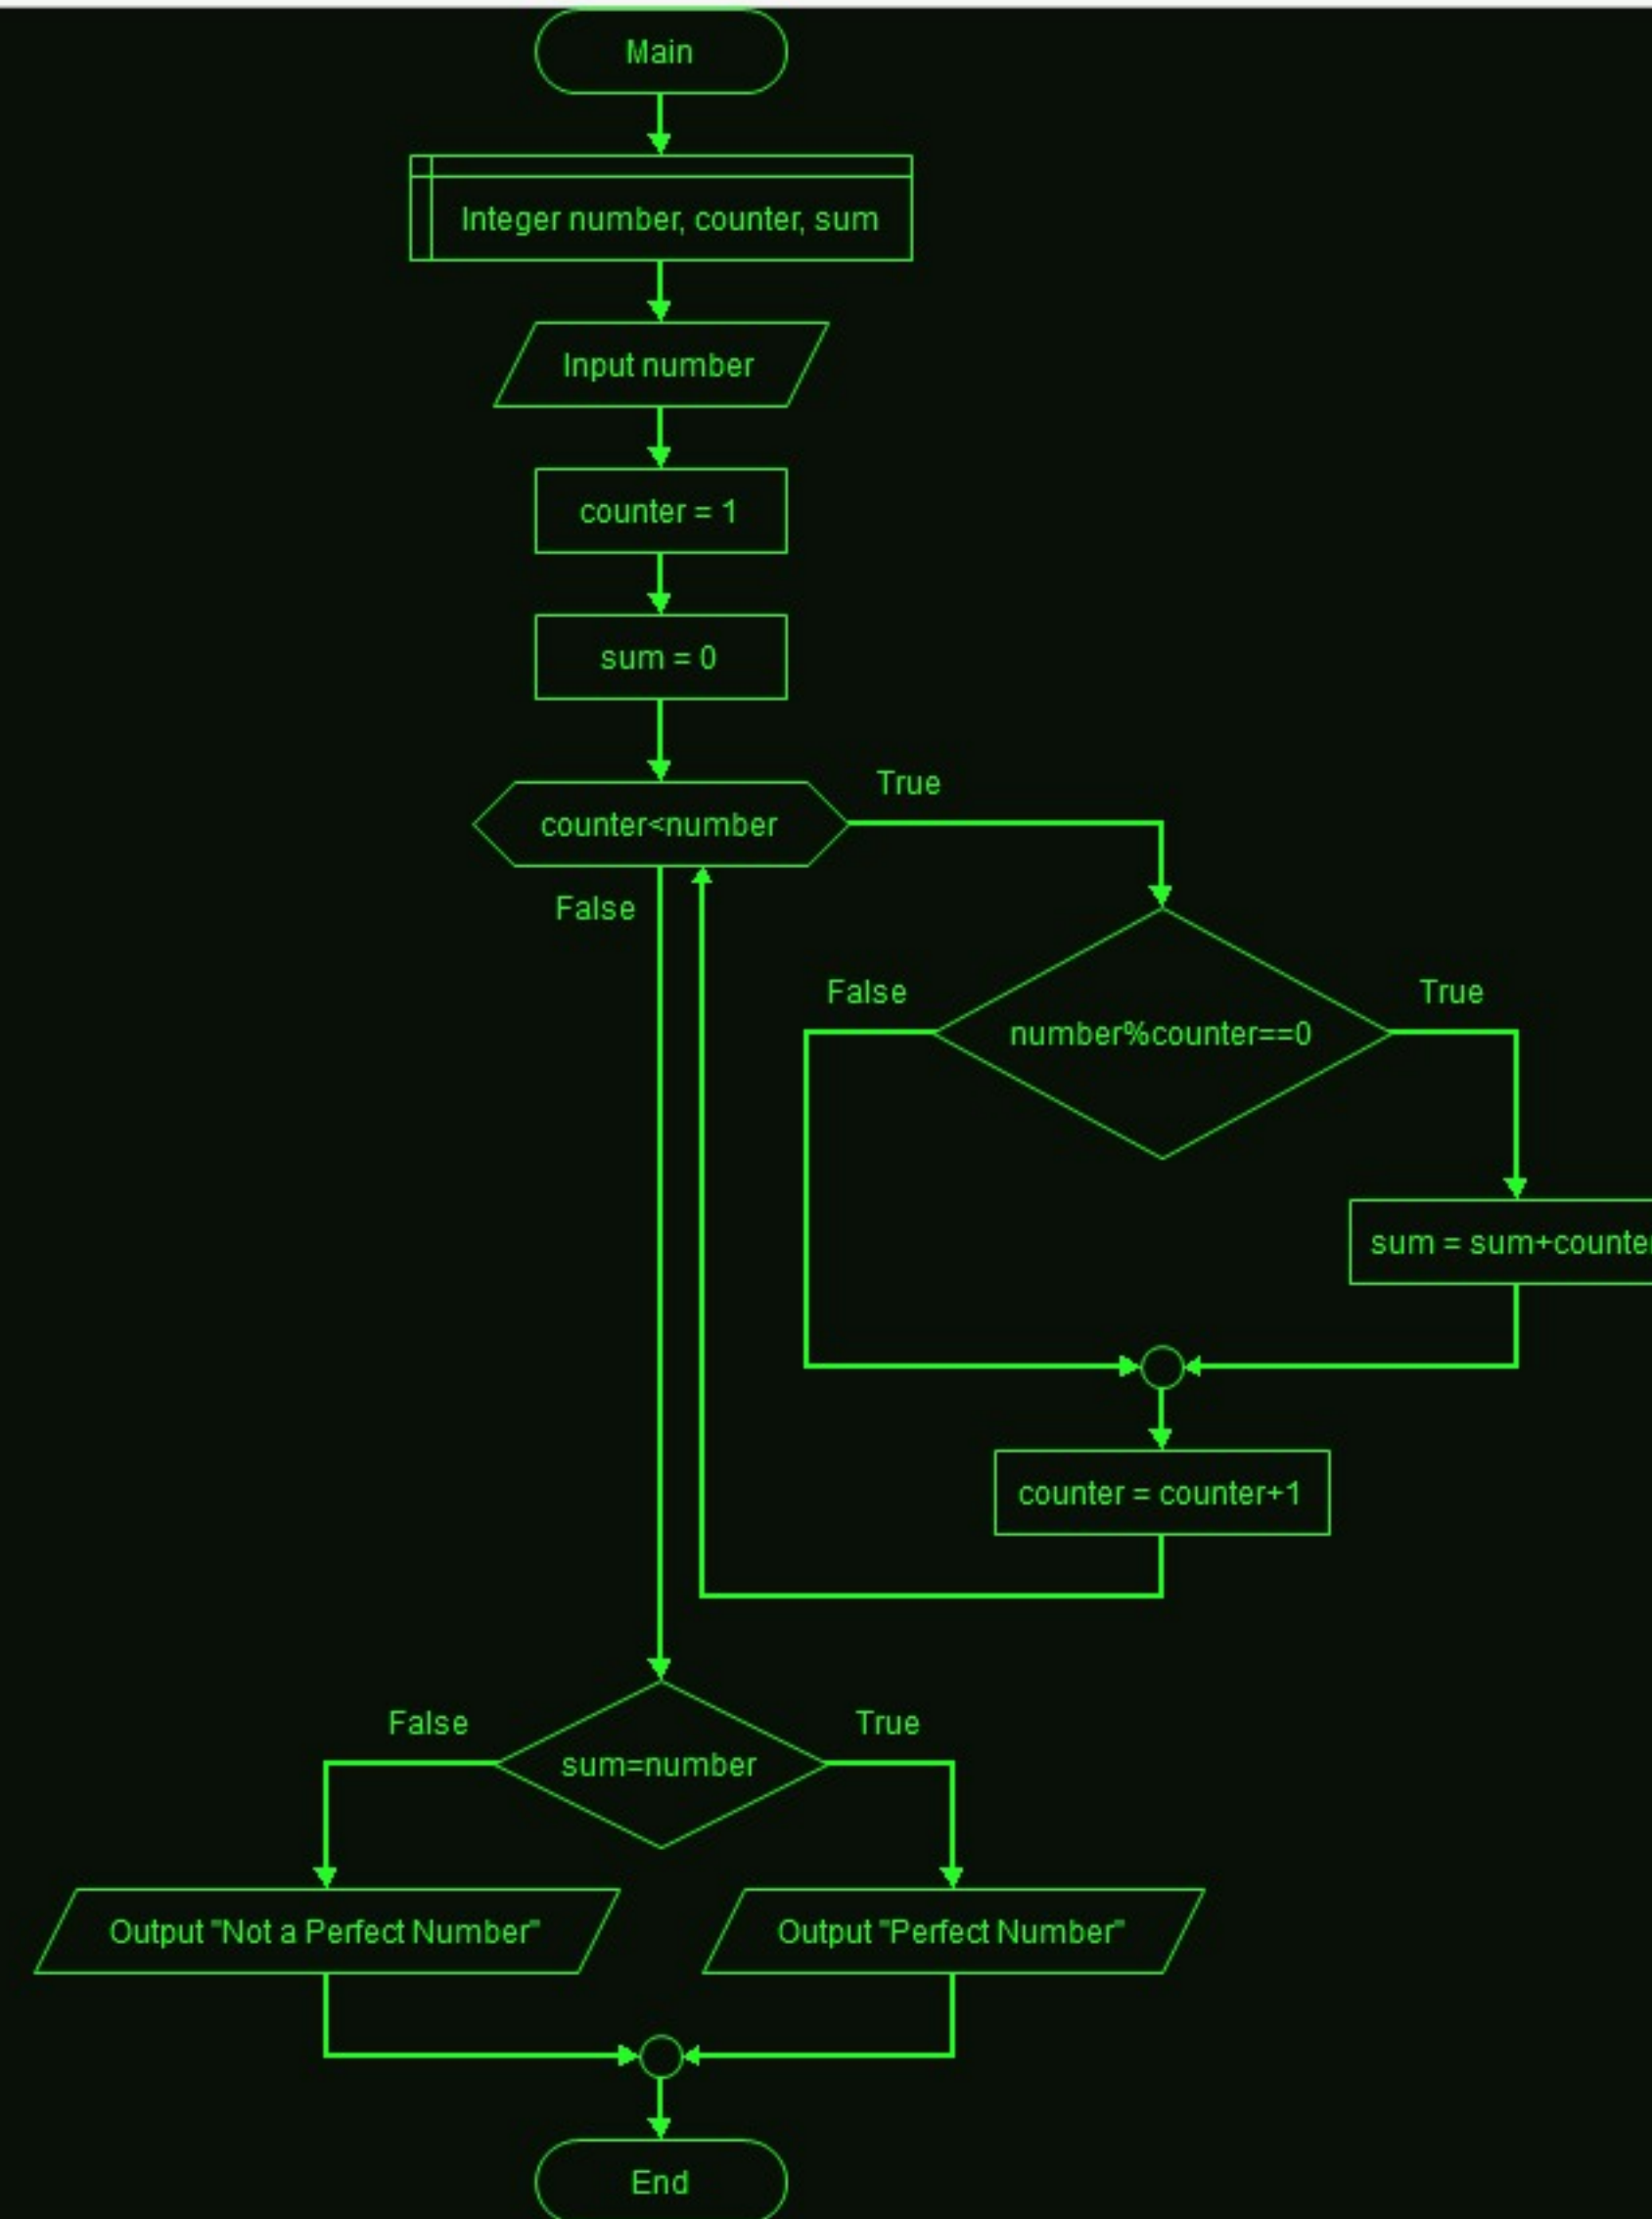 Main
Integer number, counter, sum
Input number
counter = 1
sum = 0
counter<number
True
False
number%counter==0
False
True
sum = sum+counte
counter = counter+1
sum=number
False
True
Output "Not a Perfect Number"
Output "Perfect Number"
End